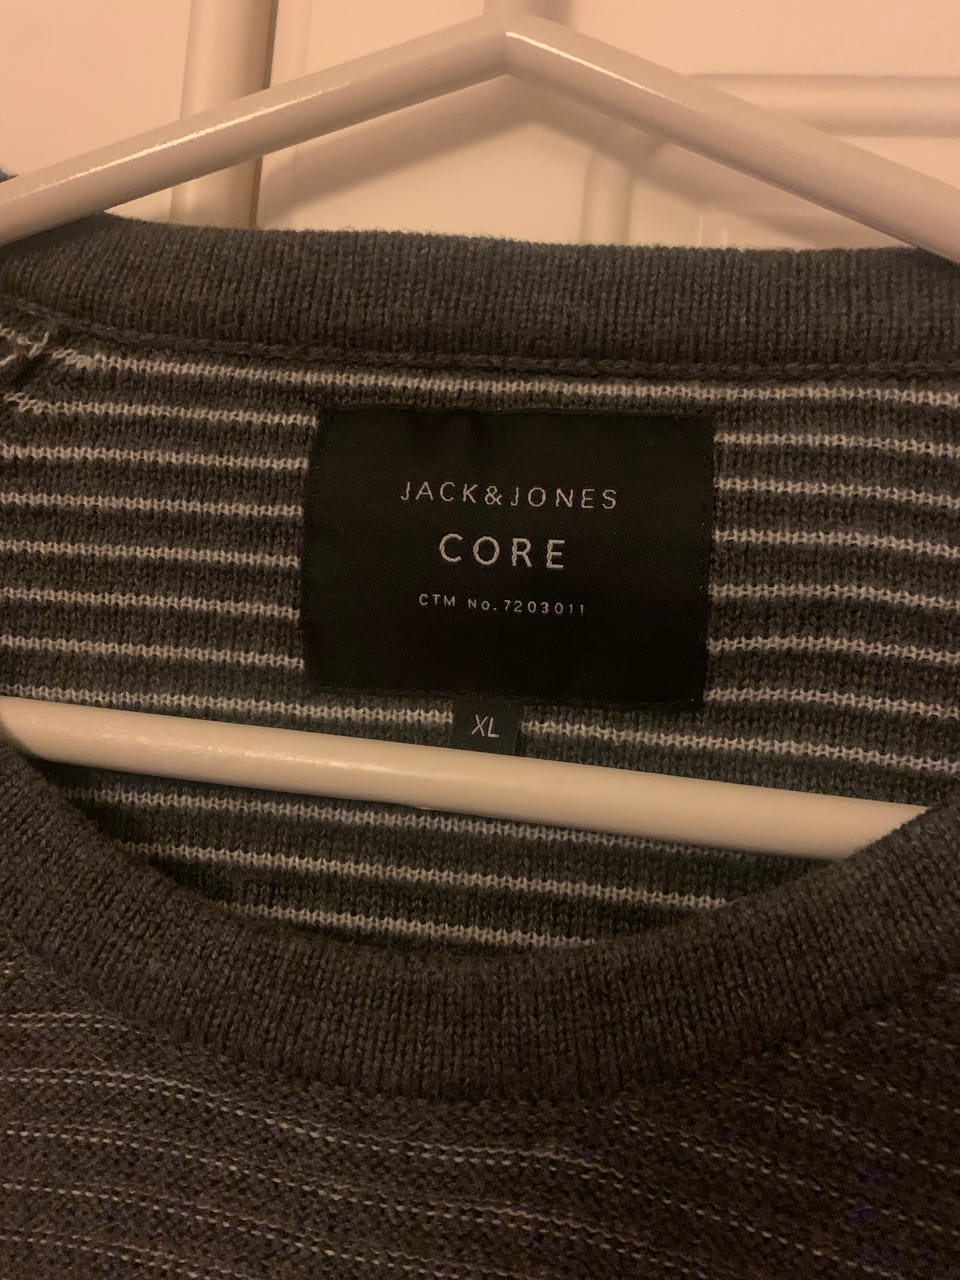 JACK&JONES
CORE
CTM No. 7203011
XL